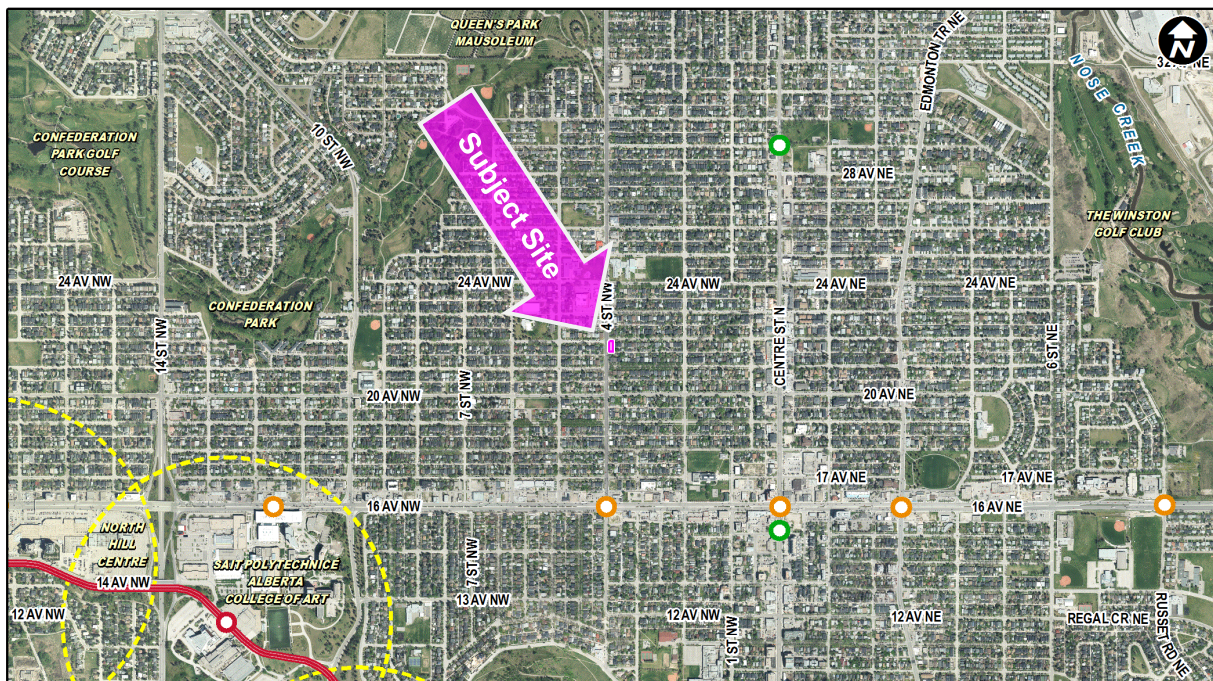 QUEEN'S PARK
MAUSOLEUM
EDMONTON TR NE
N
32 AV NE
NOSE CREEK
10 ST NW
CONFEDERATION
PARK GOLF
COURSE
Subject Site
28 AV NE
THE WINSTON
GOLF CLUB
24 AV NW
24 AV NW
24 AV NW
24 AV NE
24 AV NE
CONFEDERATION
PARK
4 ST NW
14 ST NW
CENTRE ST N
6 ST NE
20 AV NW
7 ST NW
20 AV NE
17 AV NE
17 AV NE
16 AV NW
16 AV NE
NORTH
HILL
CENTRE
SAIT POLYTECHNICE
ALBERTA
COLLEGE OF ART
7 ST NW
14 AV NW
13 AV NW
12 AV NW
12 AV NW
1 ST NW
12 AV NE
REGAL CR NE
RUSSET RD NE